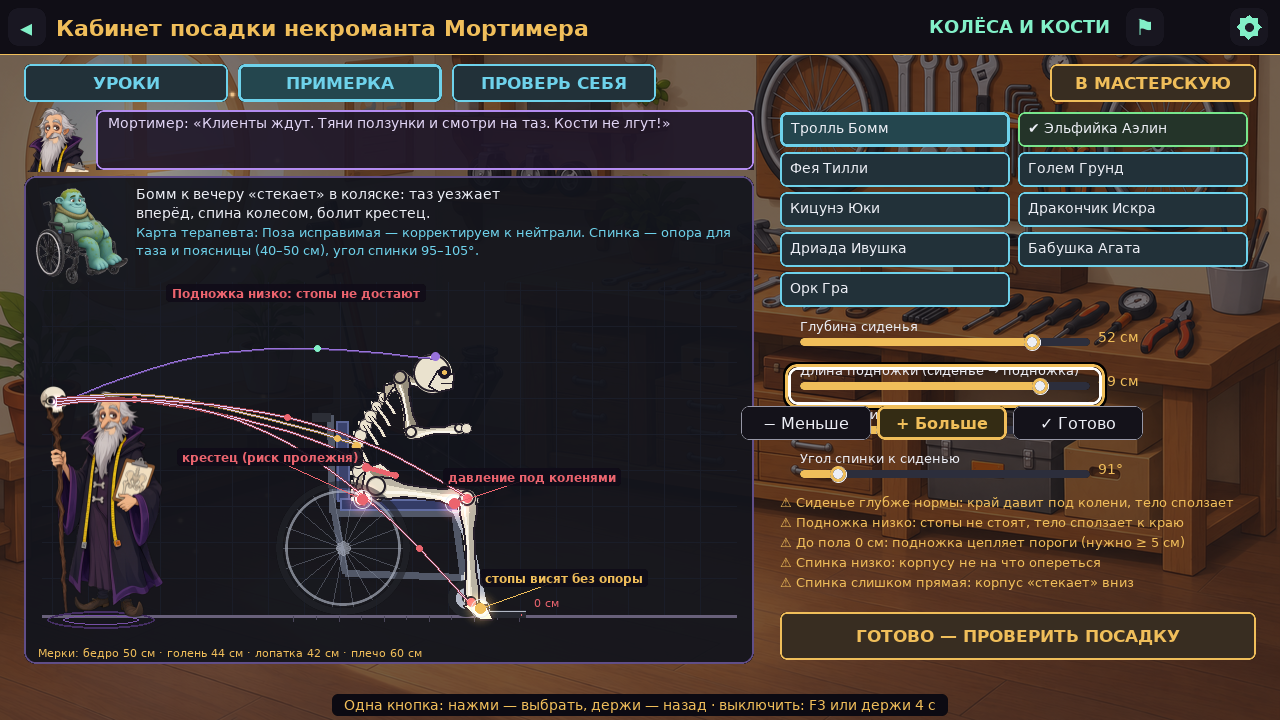 Кабинет посадки некроманта Мортимера
КОЛЁСА И КОСТИ
УРОКИ
ПРИМЕРКА
ПРОВЕРЬ СЕБЯ
В МАСТЕРСКУЮ
Мортимер: «Клиенты ждут. Тяни ползунки и смотри на таз. Кости не лгут!»
Бомм к вечеру «стекает» в коляске: таз уезжает
вперёд, спина колесом, болит крестец.
Карта терапевта: Поза исправимая — корректируем к нейтрали. Спинка — опора для
таза и поясницы (40–50 см), угол спинки 95–105°.
Подножка низко: стопы не достают
крестец (риск пролежня)
давление под коленями
стопы висят без опоры
0 см
Мерки: бедро 50 см · голень 44 см · лопатка 42 см · плечо 60 см
Тролль Бомм
✔ Эльфийка Аэлин
Фея Тилли
Голем Грунд
Кицунэ Юки
Дракончик Искра
Дриада Ивушка
Бабушка Агата
Орк Гра
Глубина сиденья
52 см
Длина подножки (сиденье → подножка)
9 см
− Меньше
+ Больше
✓ Готово
Угол спинки к сиденью
91°
⚠ Сиденье глубже нормы: край давит под колени, тело сползает
⚠ Подножка низко: стопы не стоят, тело сползает к краю
⚠ До пола 0 см: подножка цепляет пороги (нужно ≥ 5 см)
⚠ Спинка низко: корпусу не на что опереться
⚠ Спинка слишком прямая: корпус «стекает» вниз
ГОТОВО — ПРОВЕРИТЬ ПОСАДКУ
Одна кнопка: нажми — выбрать, держи — назад · выключить: F3 или держи 4 с